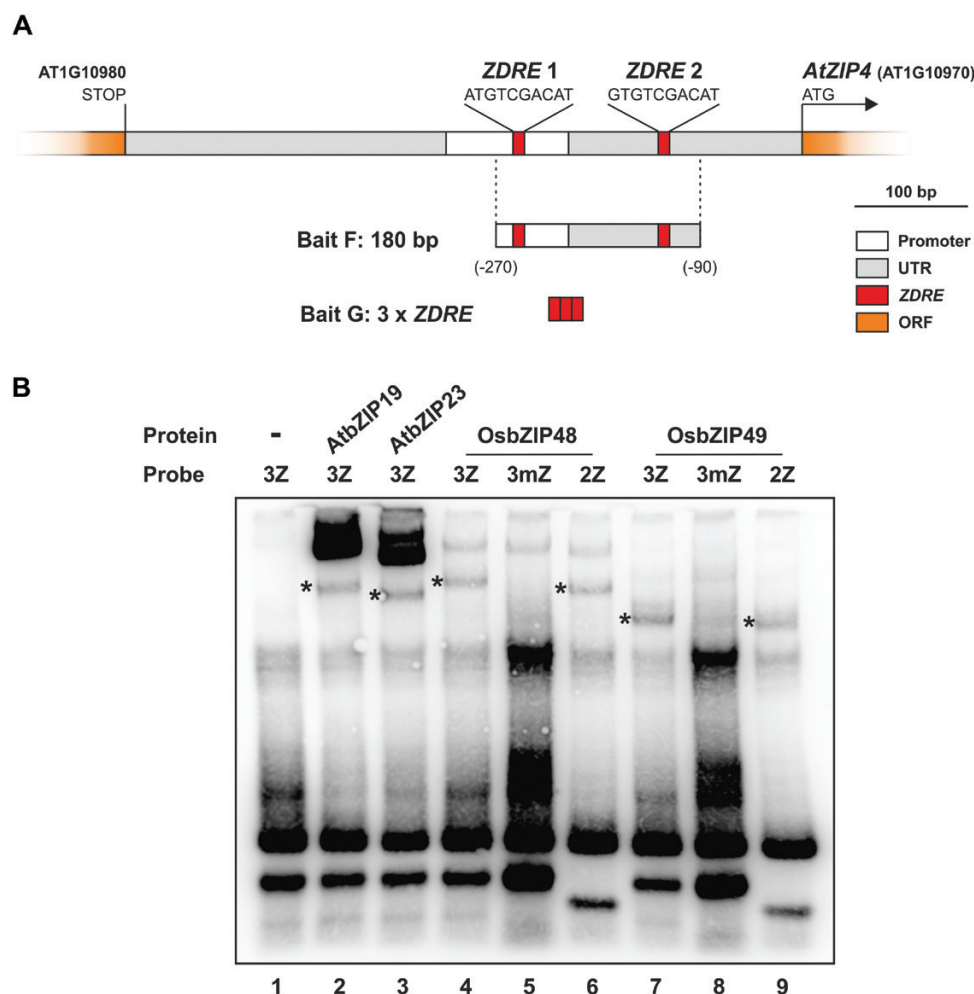 A
AT1G10980
STOP
ZDRE 1
ATGTCGACAT
ZDRE 2
GTGTCGACAT
AtZIP4 (AT1G10970)
ATG
100 bp
Bait F: 180 bp
(-270)
(-90)
Bait G: 3 x ZDRE
Promoter
UTR
ZDRE
ORF
B
Protein - AtbZIP19 AtbZIP23 OsbZIP48 OsbZIP49
Probe 3Z 3Z 3Z 3Z 3mZ 2Z 3Z 3mZ 2Z
* * * * * *
1 2 3 4 5 6 7 8 9